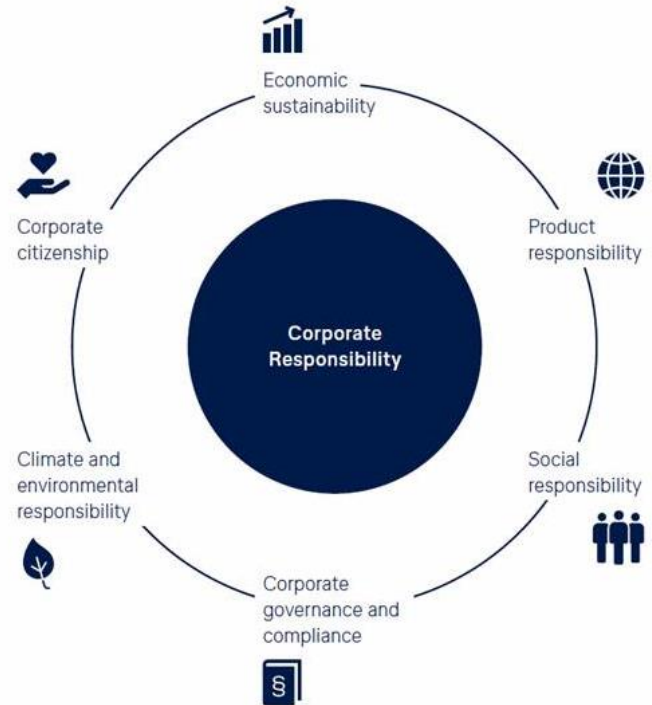 Economic
sustainability
Product
responsibility
Social
responsibility
Corporate
governance and
compliance
§
Climate and
environmental
responsibility
Corporate
citizenship
Corporate
Responsibility